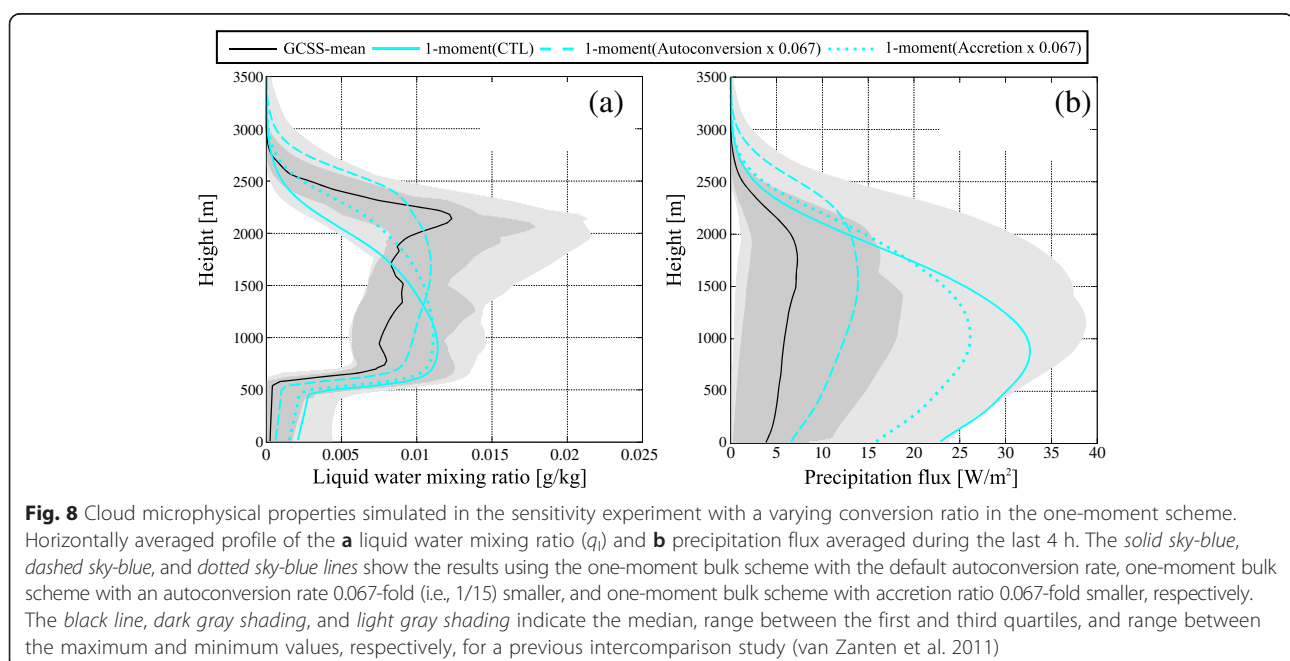 GCSS-mean 1-moment(CTL) 1-moment(Autoconversion x 0.067) 1-moment(Accretion x 0.067)
(a)
3500
3000
2500
2000
1500
1000
500
0
Height [m]
0 0.005 0.01 0.015 0.02 0.025
Liquid water mixing ratio [g/kg]
(b)
3500
3000
2500
2000
1500
1000
500
0
Height [m]
0 5 10 15 20 25 30 35 40
Precipitation flux [W/m²]
Fig. 8 Cloud microphysical properties simulated in the sensitivity experiment with a varying conversion ratio in the one-moment scheme.
Horizontally averaged profile of the a liquid water mixing ratio (ql) and b precipitation flux averaged during the last 4 h. The solid sky-blue,
dashed sky-blue, and dotted sky-blue lines show the results using the one-moment bulk scheme with the default autoconversion rate, one-moment bulk
scheme with an autoconversion rate 0.067-fold (i.e., 1/15) smaller, and one-moment bulk scheme with accretion ratio 0.067-fold smaller, respectively.
The black line, dark gray shading, and light gray shading indicate the median, range between the first and third quartiles, and range between
the maximum and minimum values, respectively, for a previous intercomparison study (van Zanten et al. 2011)